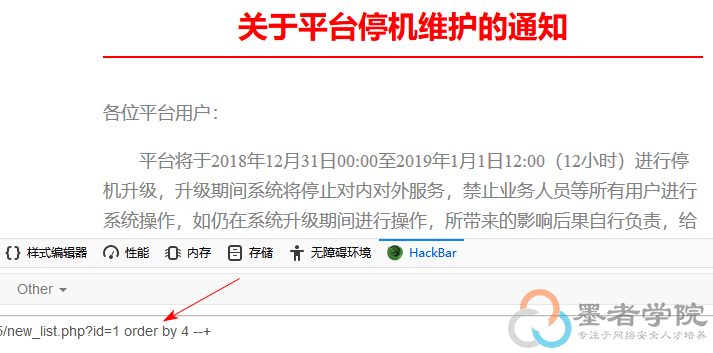 关于平台停机维护的通知
各位平台用户：
平台将于2018年12月31日00:00至2019年1月1日12:00（12小时）进行停
机升级，升级期间系统将停止对内对外服务，禁止业务人员等所有用户进行
系统操作，如仍在系统升级期间进行操作，所带来的影响后果自行负责，给
样式编辑器 性能 内存 存储 无障碍环境 HackBar
Other
5/new_list.php?id=1 order by 4 --+
墨者学院
专注于网络安全人才培养